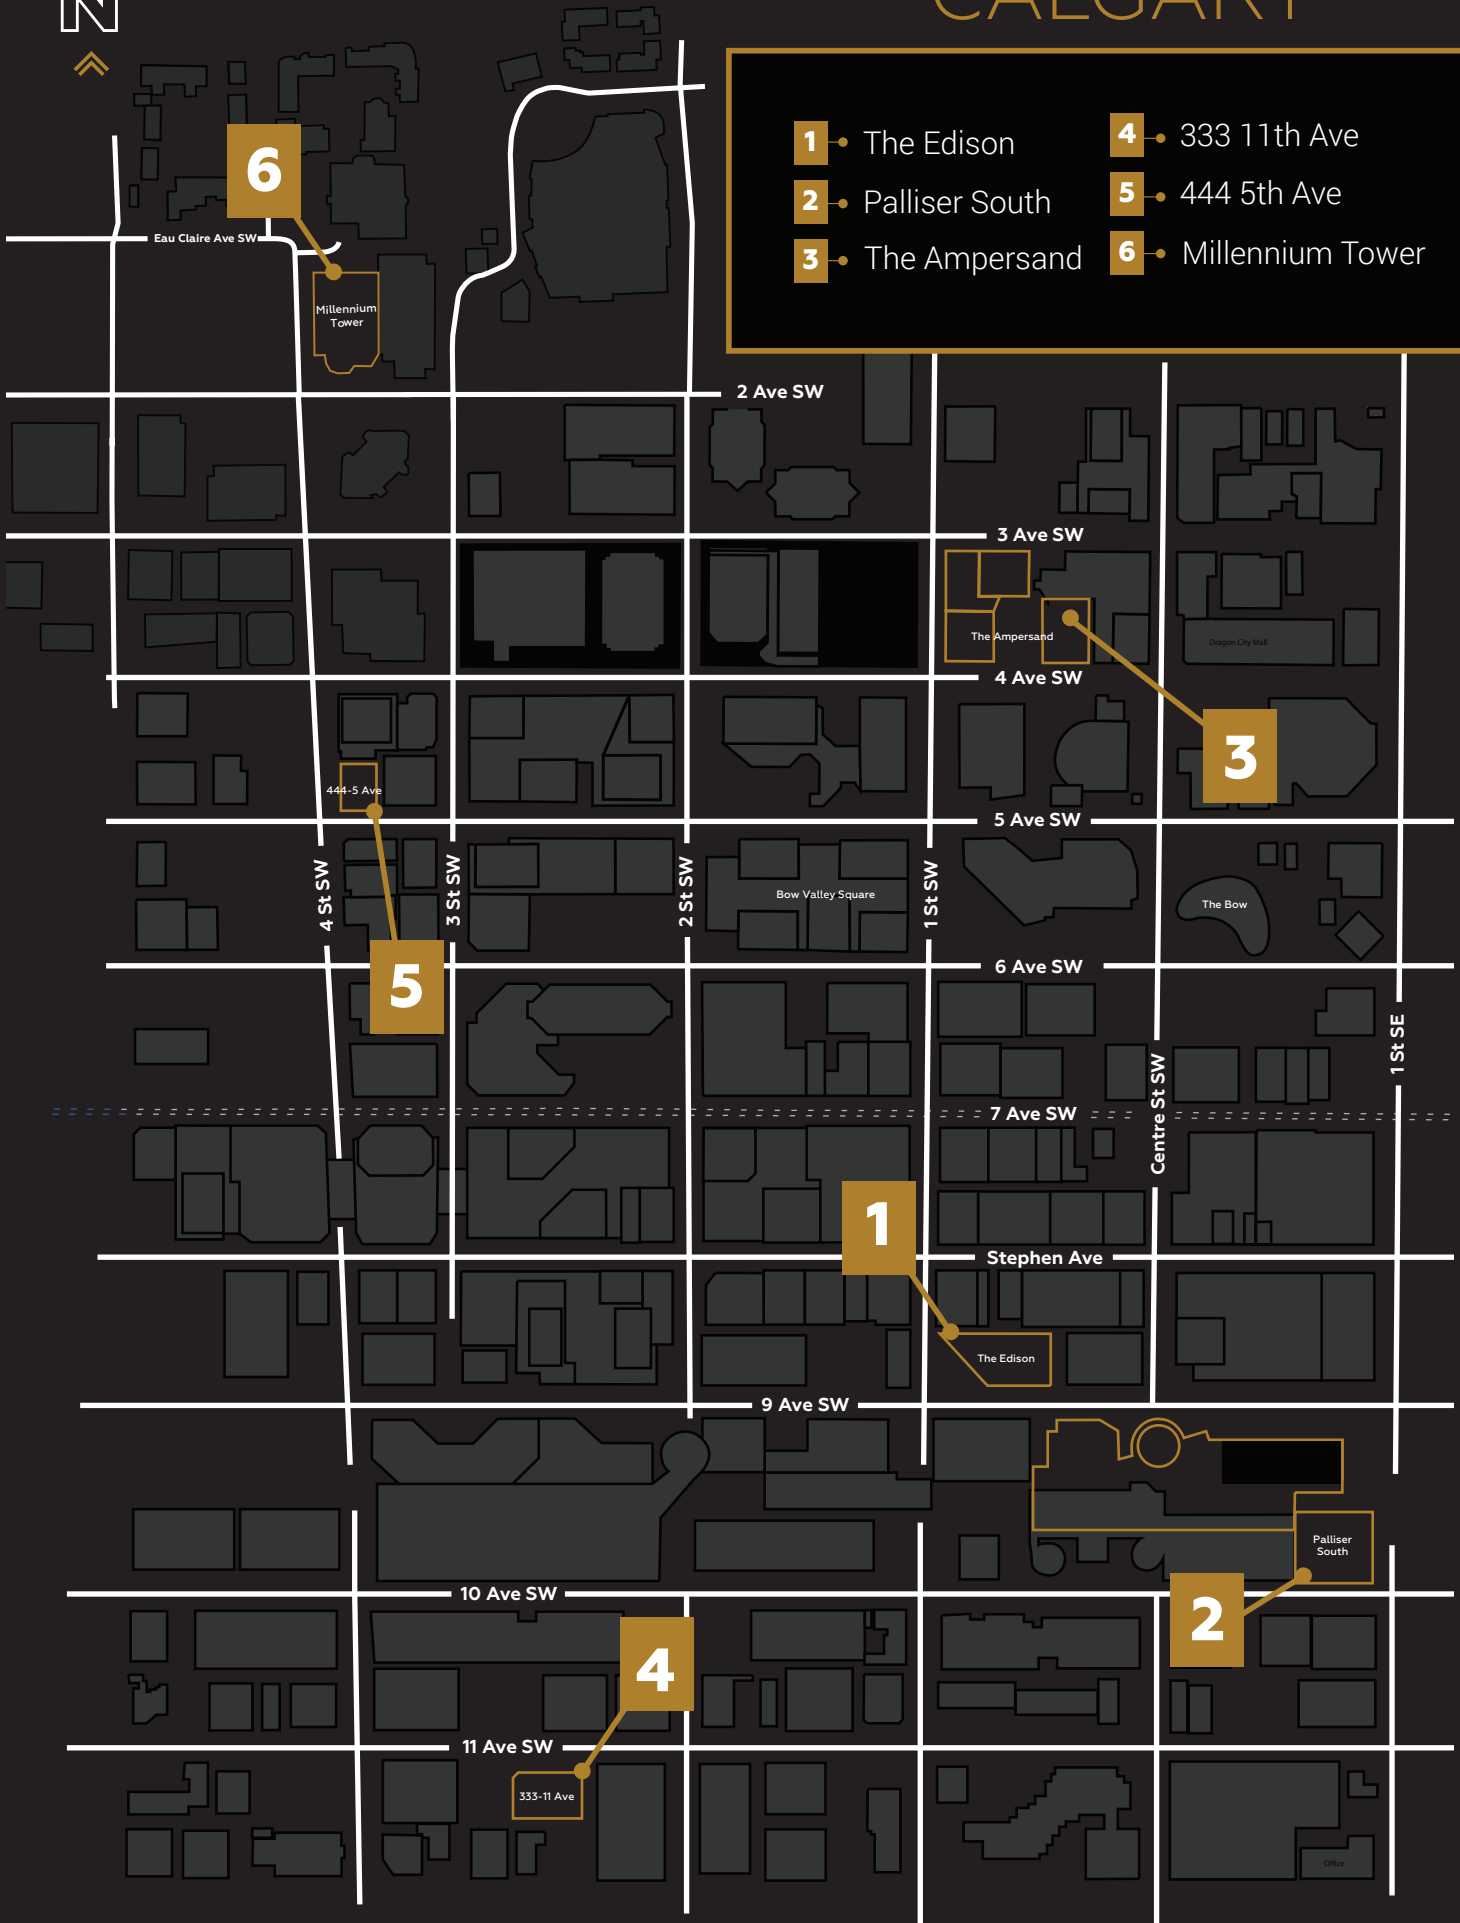 N
CALGARY
1 The Edison
2 Palliser South
3 The Ampersand
4 333 11th Ave
5 444 5th Ave
6 Millennium Tower
6
Eau Claire Ave SW
Millennium
Tower
2 Ave SW
3 Ave SW
The Ampersand
Dragon City Mall
4 Ave SW
3
444-5 Ave
5 Ave SW
4 St SW
3 St SW
2 St SW
1 St SW
Bow Valley Square
The Bow
5
6 Ave SW
1 St SE
Centre St SW
7 Ave SW
1
Stephen Ave
The Edison
9 Ave SW
Palliser
South
10 Ave SW
2
4
11 Ave SW
333-11 Ave
Office